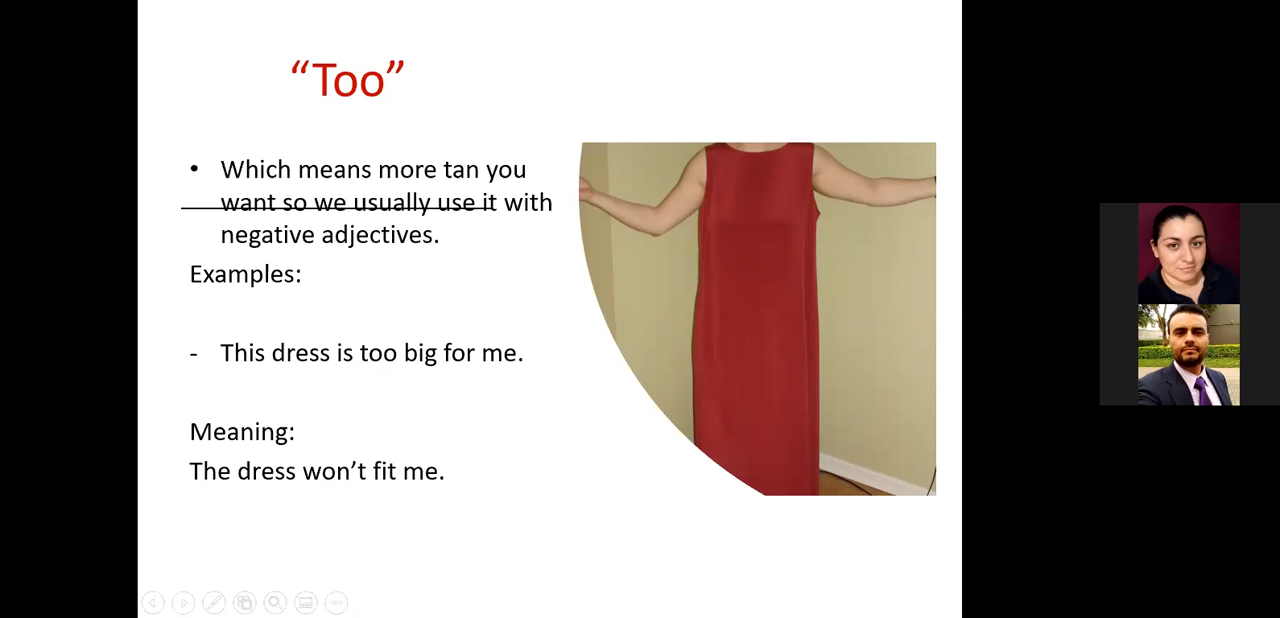 “Too”
• Which means more tan you
want so we usually use it with
negative adjectives.
Examples:
- This dress is too big for me.
Meaning:
The dress won’t fit me.